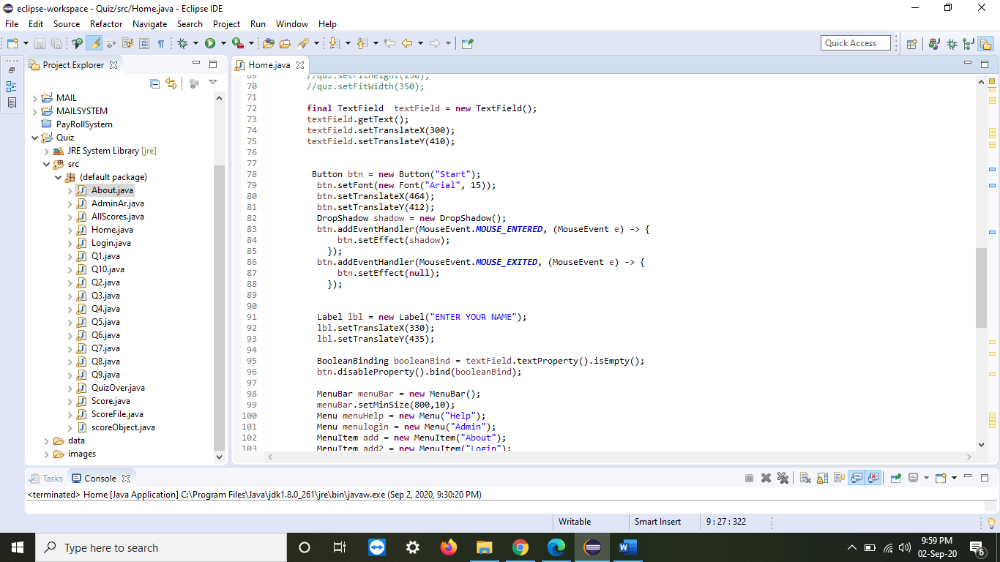 eclipse-workspace - Quiz/src/Home.java - Eclipse IDE
File Edit Source Refactor Navigate Search Project Run Window Help
Quick Access
Project Explorer
MAIL
MAILSYSTEM
PayRollSystem
Quiz
JRE System Library [jre]
src
(default package)
About.java
AdminAr.java
AllScores.java
Home.java
Login.java
Q1.java
Q10.java
Q2.java
Q3.java
Q4.java
Q5.java
Q6.java
Q7.java
Q8.java
Q9.java
QuizOver.java
Score.java
ScoreFile.java
scoreObject.java
data
images
Home.java
69 //quz.setFitHeight(250);
70 //quz.setFitWidth(350);
71
72 final TextField  textField = new TextField();
73 textField.getText();
74 textField.setTranslateX(300);
75 textField.setTranslateY(410);
76
77
78 Button btn = new Button("Start");
79 btn.setFont(new Font("Arial", 15));
80 btn.setTranslateX(464);
81 btn.setTranslateY(412);
82 DropShadow shadow = new DropShadow();
83 btn.addEventHandler(MouseEvent.MOUSE_ENTERED, (MouseEvent e) -> {
84 btn.setEffect(shadow);
85 });
86 btn.addEventHandler(MouseEvent.MOUSE_EXITED, (MouseEvent e) -> {
87 btn.setEffect(null);
88 });
89
90
91 Label lbl = new Label("ENTER YOUR NAME");
92 lbl.setTranslateX(330);
93 lbl.setTranslateY(435);
94
95 BooleanBinding booleanBind = textField.textProperty().isEmpty();
96 btn.disableProperty().bind(booleanBind);
97
98 MenuBar menuBar = new MenuBar();
99 menuBar.setMinSize(800,10);
100 Menu menuHelp = new Menu("Help");
101 Menu menulogin = new Menu("Admin");
102 MenuItem add = new MenuItem("About");
103 MenuItem add2 = new MenuItem("Login");
Tasks Console
<terminated> Home [Java Application] C:\Program Files\Java\jdk1.8.0_261\jre\bin\javaw.exe (Sep 2, 2020, 9:30:20 PM)
Writable Smart Insert 9 : 27 : 322
Type here to search
9:59 PM
02-Sep-20
6